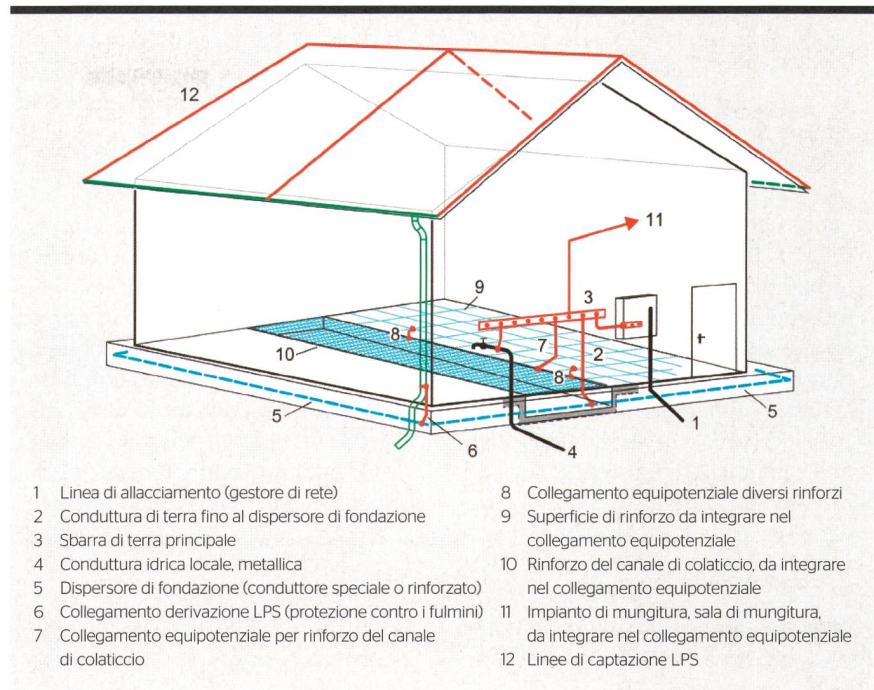 12
11
9
3
8
7
2
10
8
5
6
4
1
5
1 Linea di allacciamento (gestore di rete)
2 Conduttura di terra fino al dispersore di fondazione
3 Sbarra di terra principale
4 Conduttura idrica locale, metallica
5 Dispersore di fondazione (conduttore speciale o rinforzato)
6 Collegamento derivazione LPS (protezione contro i fulmini)
7 Collegamento equipotenziale per rinforzo del canale
di colaticcio
8 Collegamento equipotenziale diversi rinforzi
9 Superficie di rinforzo da integrare nel
collegamento equipotenziale
10 Rinforzo del canale di colaticcio, da integrare
nel collegamento equipotenziale
11 Impianto di mungitura, sala di mungitura,
da integrare nel collegamento equipotenziale
12 Linee di captazione LPS